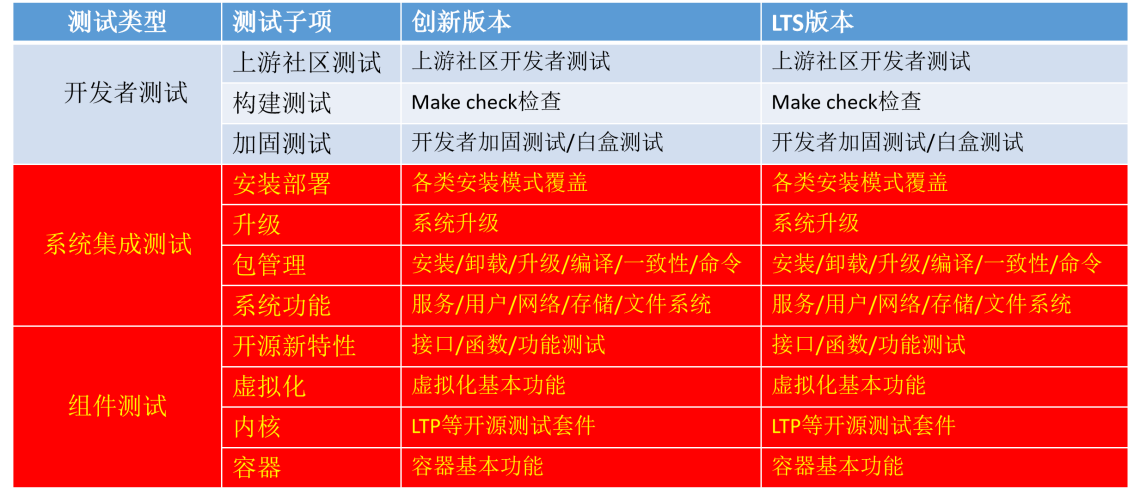 测试类型 测试子项 创新版本 LTS版本
开发者测试 上游社区测试 上游社区开发者测试 上游社区开发者测试
构建测试 Make check检查 Make check检查
加固测试 开发者加固测试/白盒测试 开发者加固测试/白盒测试
系统集成测试 安装部署 各类安装模式覆盖 各类安装模式覆盖
升级 系统升级 系统升级
包管理 安装/卸载/升级/编译/一致性/命令 安装/卸载/升级/编译/一致性/命令
系统功能 服务/用户/网络/存储/文件系统 服务/用户/网络/存储/文件系统
组件测试 开源新特性 接口/函数/功能测试 接口/函数/功能测试
虚拟化 虚拟化基本功能 虚拟化基本功能
内核 LTP等开源测试套件 LTP等开源测试套件
容器 容器基本功能 容器基本功能